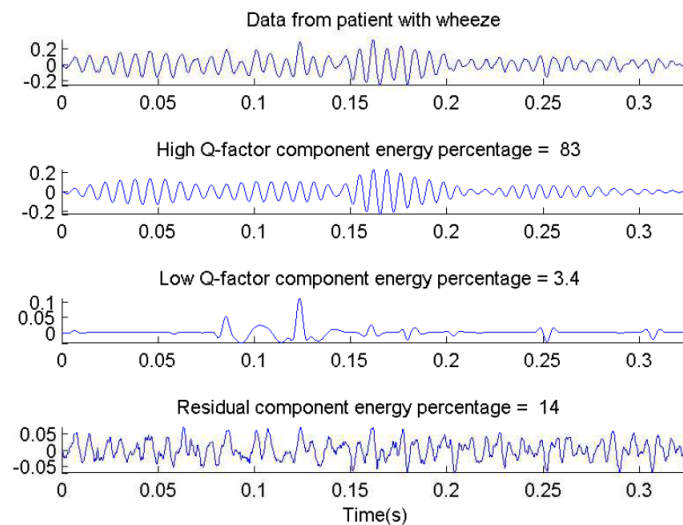 Data from patient with wheeze
0.2
0
-0.2
0 0.05 0.1 0.15 0.2 0.25 0.3
High Q-factor component energy percentage = 83
0.2
0
-0.2
0 0.05 0.1 0.15 0.2 0.25 0.3
Low Q-factor component energy percentage = 3.4
0.1
0.05
0
0 0.05 0.1 0.15 0.2 0.25 0.3
Residual component energy percentage = 14
0.05
0
-0.05
0 0.05 0.1 0.15 0.2 0.25 0.3
Time(s)